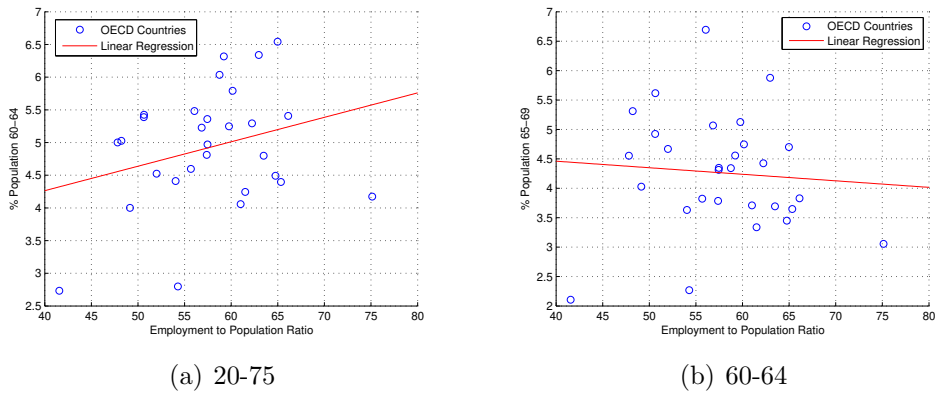 OECD Countries
Linear Regression
% Population 60-64
6.5
6
5.5
5
4.5
4
3.5
3
2.5
40 45 50 55 60 65 70 75 80
Employment to Population Ratio
(a) 20-75
OECD Countries
Linear Regression
% Population 65-69
7
6.5
6
5.5
5
4.5
4
3.5
3
2.5
2
40 45 50 55 60 65 70 75 80
Employment to Population Ratio
(b) 60-64